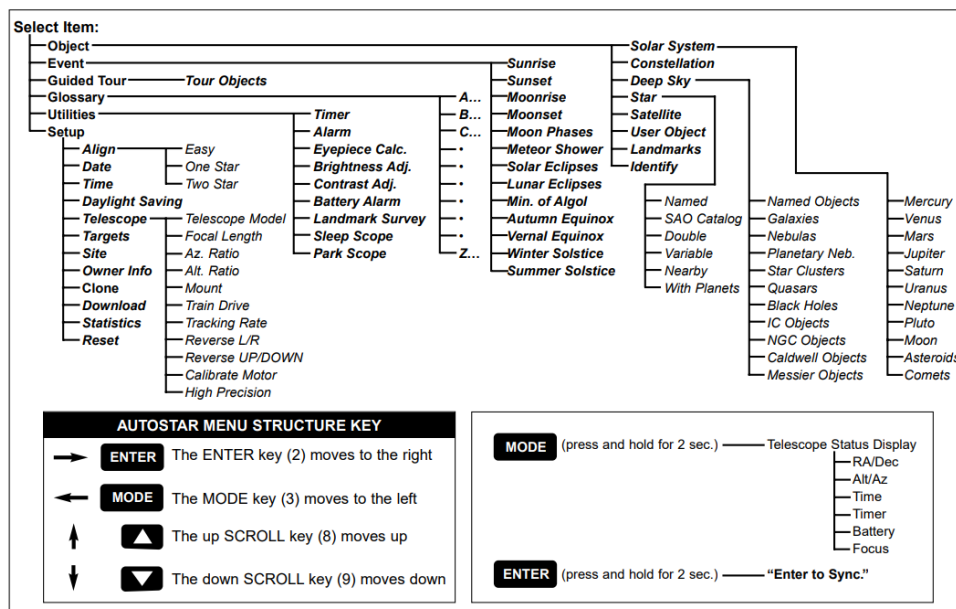 Select Item:
Object
Event
Guided Tour
Tour Objects
Glossary
Utilities
Setup
Align
Date
Time
Daylight Saving
Telescope
Targets
Site
Owner Info
Clone
Download
Statistics
Reset
Easy
One Star
Two Star
Telescope Model
Focal Length
Az. Ratio
Alt. Ratio
Mount
Train Drive
Tracking Rate
Reverse L/R
Reverse UP/DOWN
Calibrate Motor
High Precision
Timer
Alarm
Eyepiece Calc.
Brightness Adj.
Contrast Adj.
Battery Alarm
Landmark Survey
Sleep Scope
Park Scope
A...
B...
C...
•
•
•
•
•
•
•
Z...
Sunrise
Sunset
Moonrise
Moonset
Moon Phases
Meteor Shower
Solar Eclipses
Lunar Eclipses
Min. of Algol
Autumn Equinox
Vernal Equinox
Winter Solstice
Summer Solstice
Solar System
Constellation
Deep Sky
Star
Satellite
User Object
Landmarks
Identify
Named
SAO Catalog
Double
Variable
Nearby
With Planets
Named Objects
Galaxies
Nebulas
Planetary Neb.
Star Clusters
Quasars
Black Holes
IC Objects
NGC Objects
Caldwell Objects
Messier Objects
Mercury
Venus
Mars
Jupiter
Saturn
Uranus
Neptune
Pluto
Moon
Asteroids
Comets
AUTOSTAR MENU STRUCTURE KEY
ENTER The ENTER key (2) moves to the right
MODE The MODE key (3) moves to the left
The up SCROLL key (8) moves up
The down SCROLL key (9) moves down
MODE (press and hold for 2 sec.) Telescope Status Display
RA/Dec
Alt/Az
Time
Timer
Battery
Focus
ENTER (press and hold for 2 sec.) “Enter to Sync.”